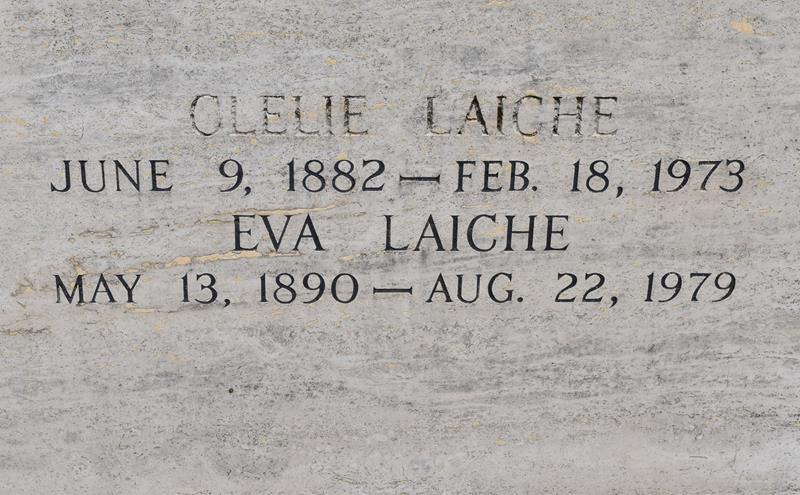 CLELIE LAICHE
JUNE 9, 1882 — FEB. 18, 1973
EVA LAICHE
MAY 13, 1890 — AUG. 22, 1979